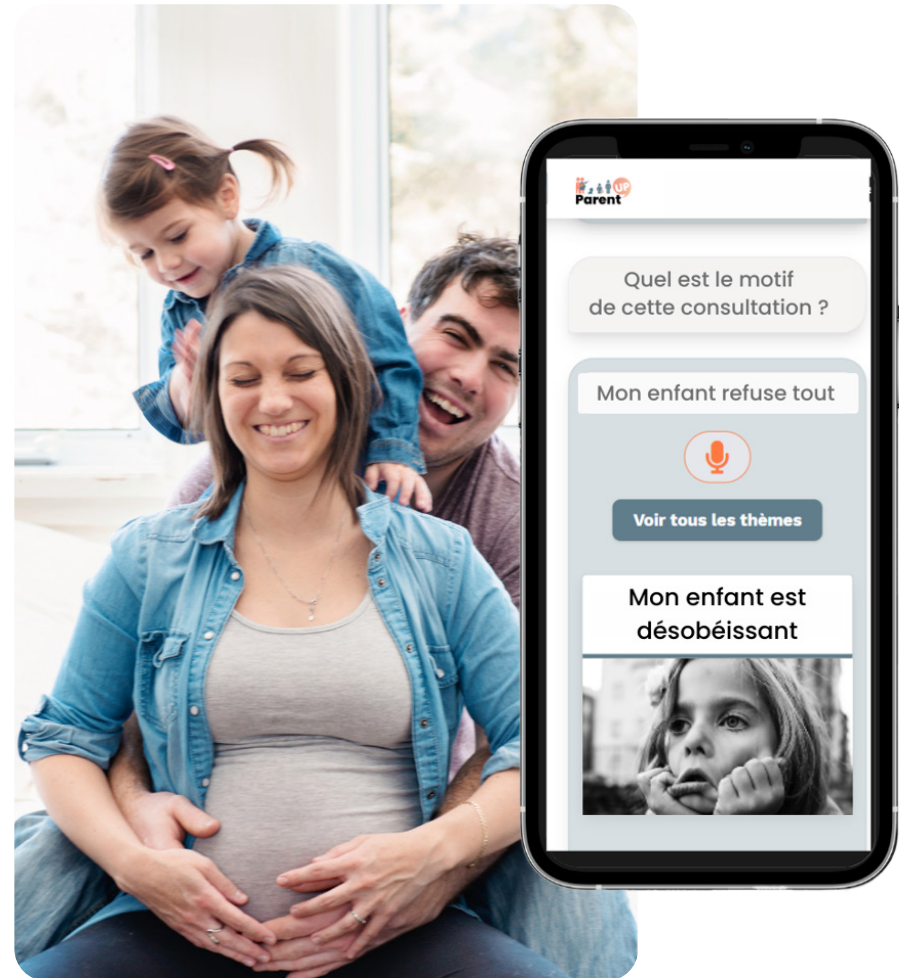 UP
Parent
Quel est le motif
de cette consultation ?
Mon enfant refuse tout
Voir tous les thèmes
Mon enfant est
désobéissant